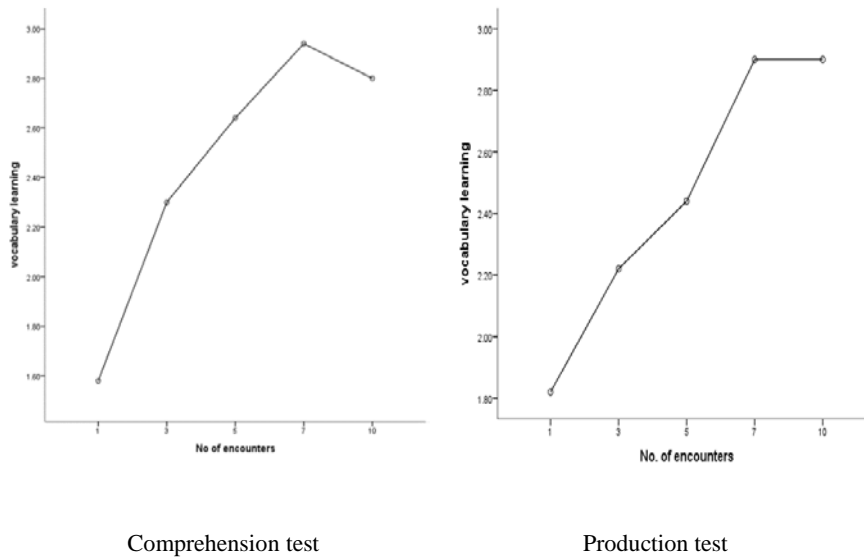 3.00
2.80
2.60
2.40
2.20
2.00
1.80
1.60
vocabulary learning
1 3 5 7 10
No of encounters
3.00
2.80
2.60
2.40
2.20
2.00
1.80
vocabulary learning
1 3 5 7 10
No. of encounters
Comprehension test
Production test